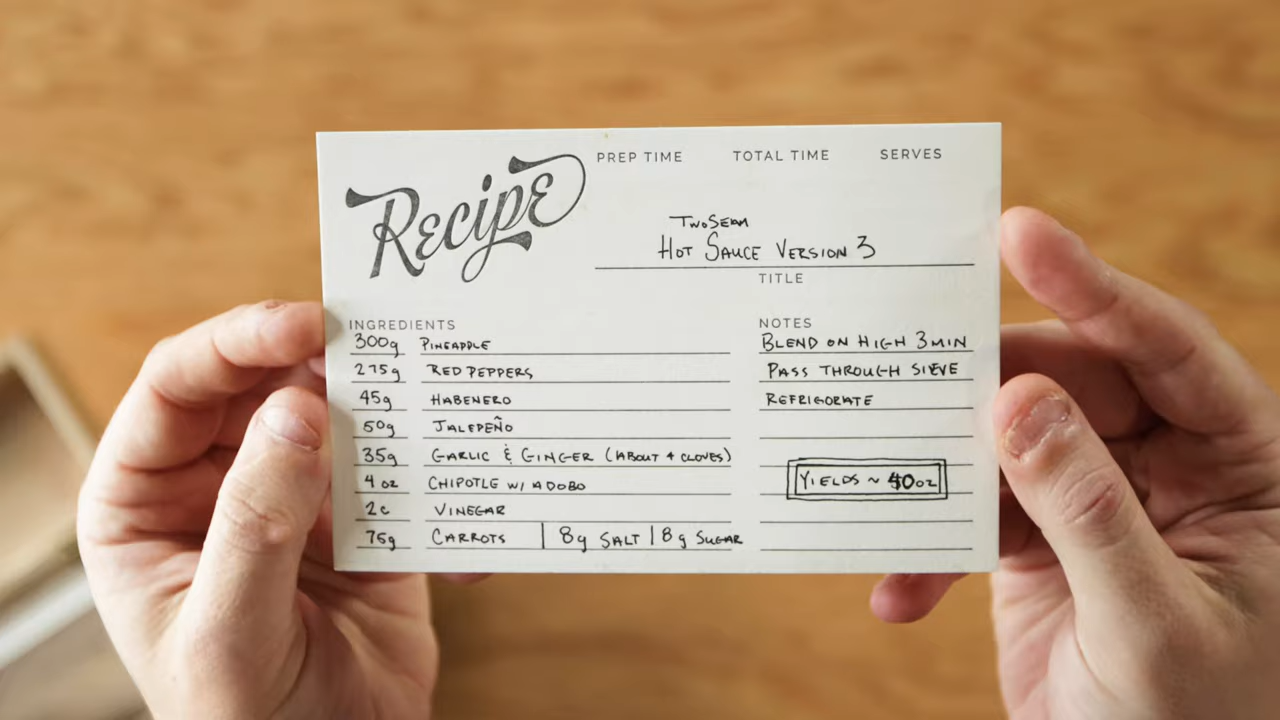 Recipe
PREP TIME TOTAL TIME SERVES
TwoSeam
Hot Sauce Version 3
TITLE
INGREDIENTS
300g Pineapple
275g Red Peppers
45g Habenero
50g Jalepeño
35g Garlic & Ginger (About 4 cloves)
4 oz Chipotle w/ Adobo
2c Vinegar
75g Carrots | 8g Salt | 8g Sugar
NOTES
Blend on High 3min
Pass through sieve
Refrigorate
Yields ~ 40oz